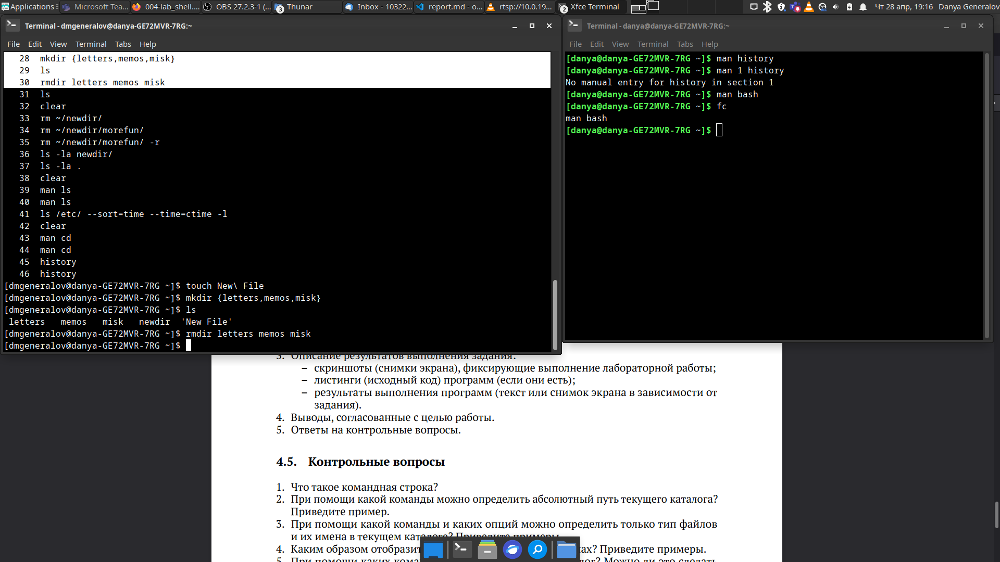 Applications
Microsoft Tea...
004-lab_shell....
OBS 27.2.3-1 (...
3
Thunar
Inbox - 10322...
report.md - o...
rtsp://10.0.19...
2
Xfce Terminal
Чт 28 апр, 19:16
Danya Generalov
Terminal - dmgeneralov@danya-GE72MVR-7RG:~
File Edit View Terminal Tabs Help
28 mkdir {letters,memos,misk}
29 ls
30 rmdir letters memos misk
31 ls
32 clear
33 rm ~/newdir/
34 rm ~/newdir/morefun/
35 rm ~/newdir/morefun/ -r
36 ls -la newdir/
37 ls -la .
38 clear
39 man ls
40 man ls
41 ls /etc/ --sort=time --time=ctime -l
42 clear
43 man cd
44 man cd
45 history
46 history
[dmgeneralov@danya-GE72MVR-7RG ~]$ touch New\ File
[dmgeneralov@danya-GE72MVR-7RG ~]$ mkdir {letters,memos,misk}
[dmgeneralov@danya-GE72MVR-7RG ~]$ ls
letters memos misk newdir 'New File'
[dmgeneralov@danya-GE72MVR-7RG ~]$ rmdir letters memos misk
[dmgeneralov@danya-GE72MVR-7RG ~]$
Terminal - danya@danya-GE72MVR-7RG:~
File Edit View Terminal Tabs Help
[danya@danya-GE72MVR-7RG ~]$ man history
[danya@danya-GE72MVR-7RG ~]$ man 1 history
No manual entry for history in section 1
[danya@danya-GE72MVR-7RG ~]$ man bash
[danya@danya-GE72MVR-7RG ~]$ fc
man bash
[danya@danya-GE72MVR-7RG ~]$
3. Описание результатов выполнения задания:
– скриншоты (снимки экрана), фиксирующие выполнение лабораторной работы;
– листинги (исходный код) программ (если они есть);
– результаты выполнения программ (текст или снимок экрана в зависимости от
задания).
4. Выводы, согласованные с целью работы.
5. Ответы на контрольные вопросы.
4.5. Контрольные вопросы
1. Что такое командная строка?
2. При помощи какой команды можно определить абсолютный путь текущего каталога?
Приведите пример.
3. При помощи какой команды и каких опций можно определить только тип файлов
и их имена в текущем каталоге? Приведите примеры.
4. Каким образом отобразит ах? Приведите примеры.
5. При помощи каких кома лог? Можно ли это сделать